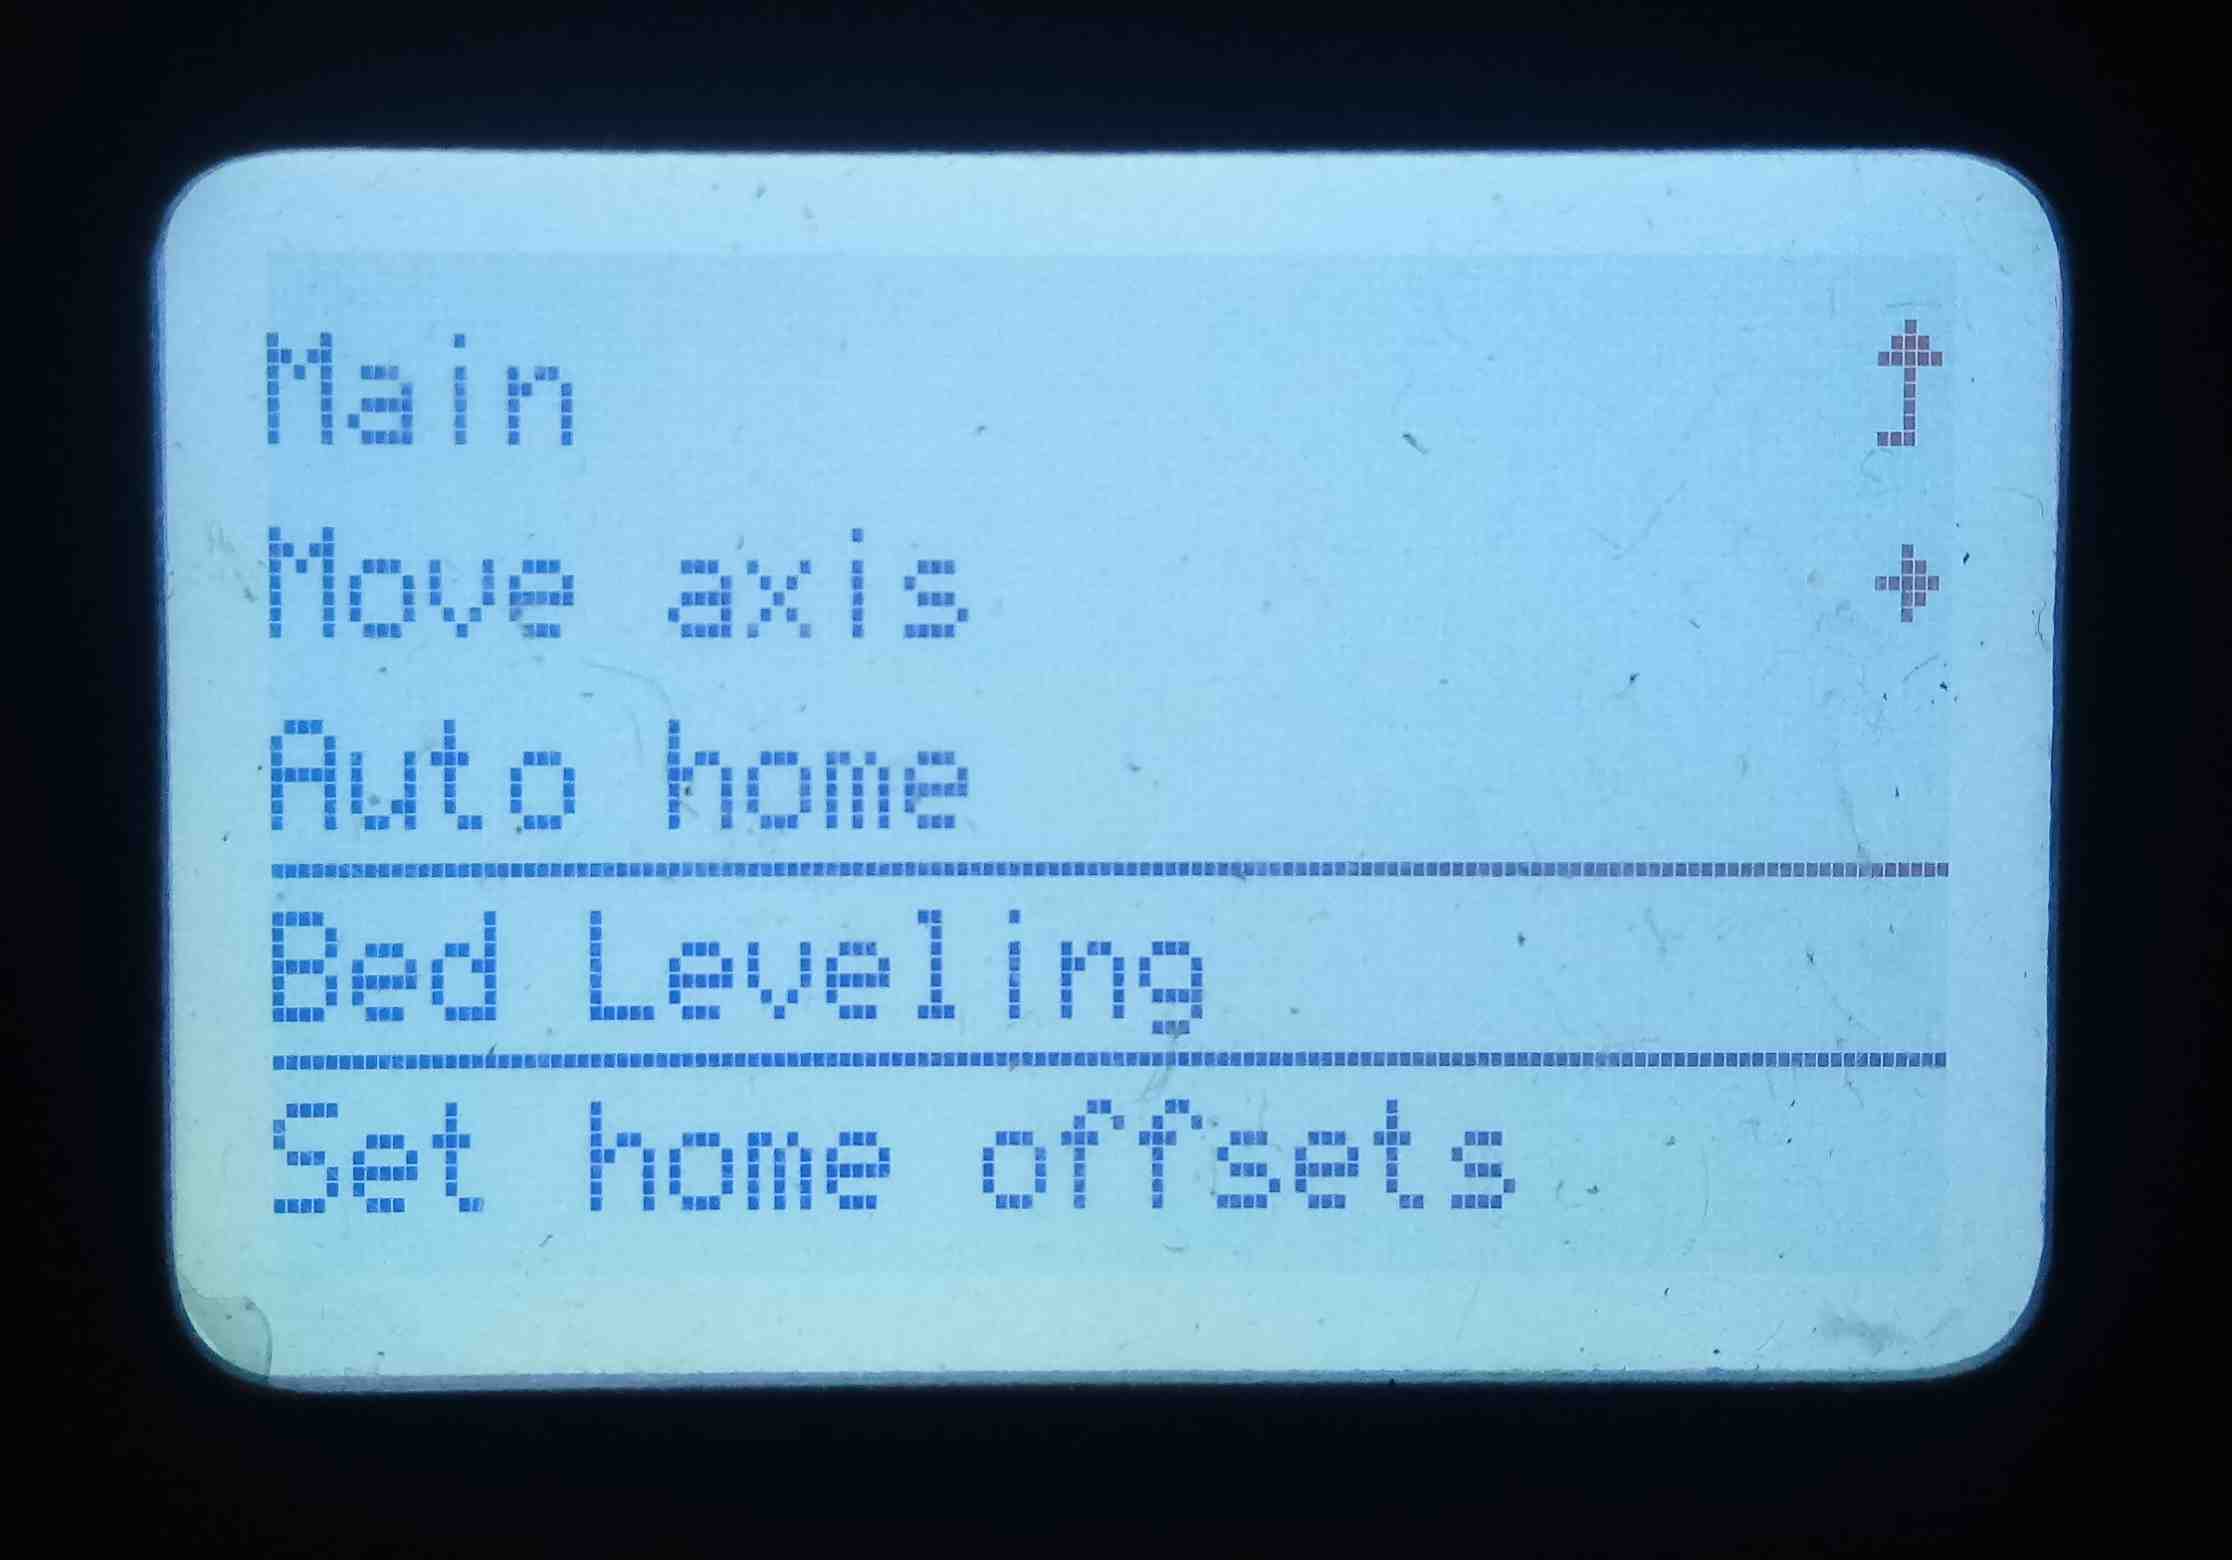 Main
Move axis
Auto home
Bed Leveling
Set home offsets